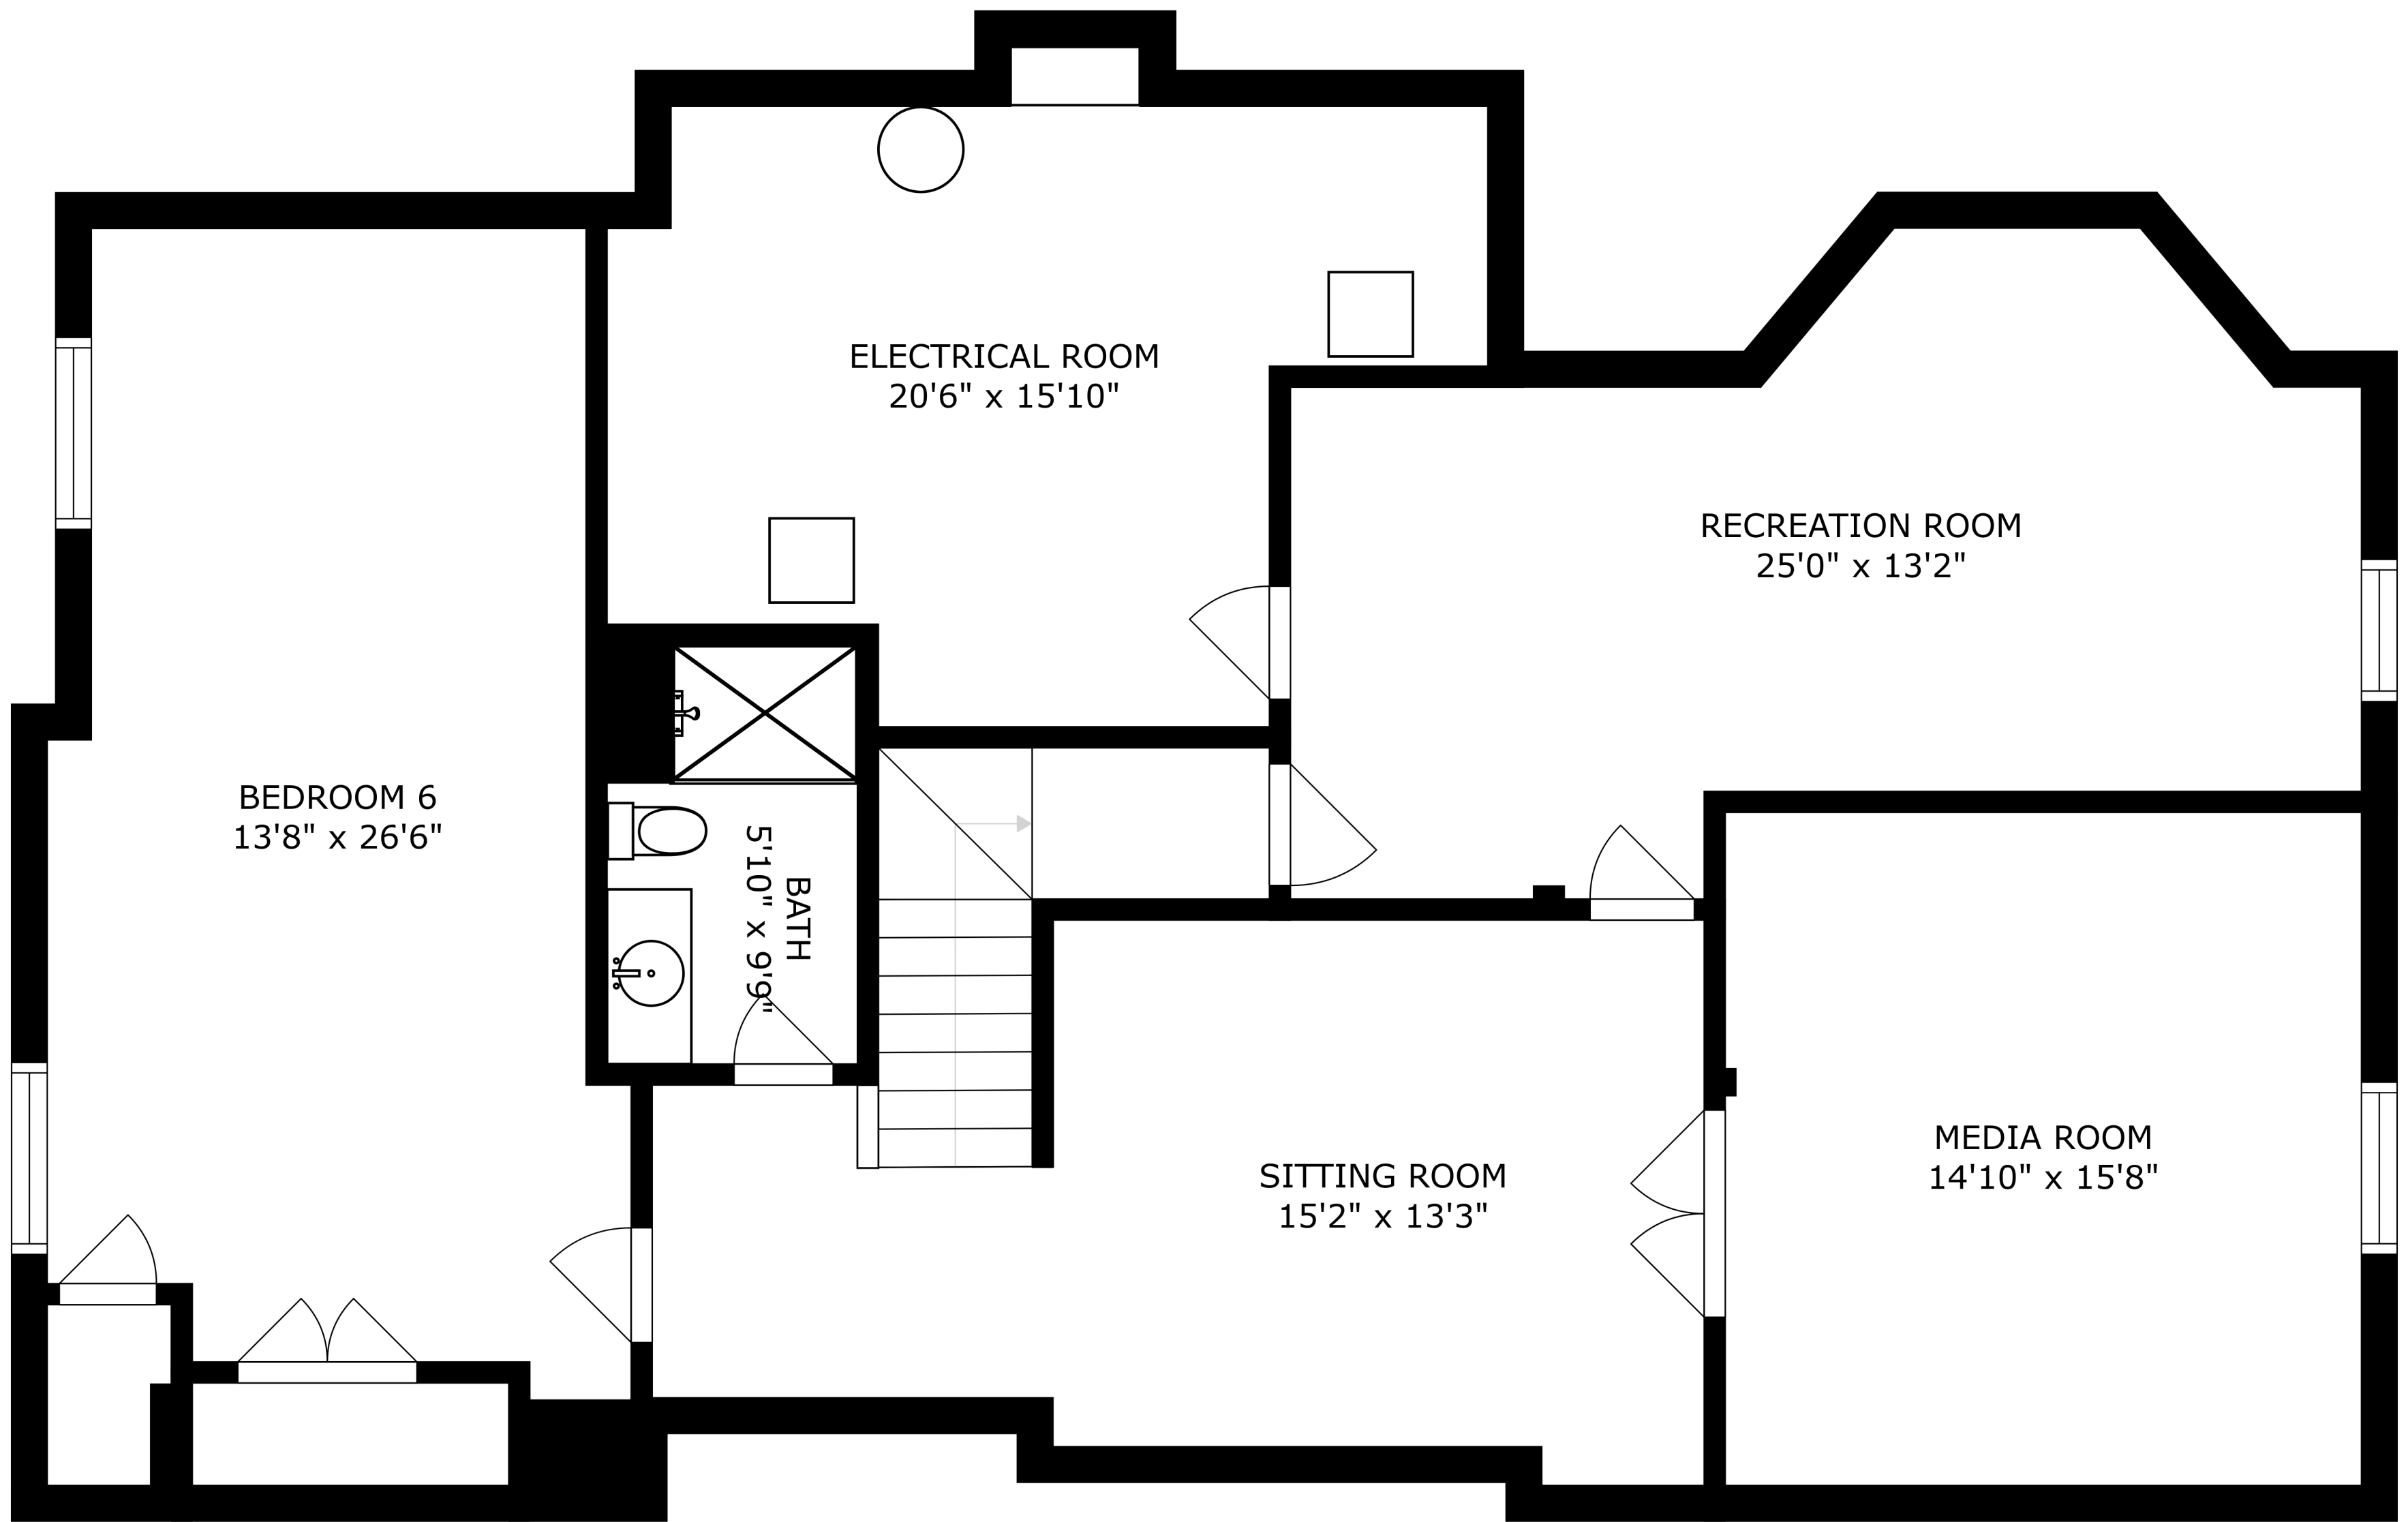 ELECTRICAL ROOM
20'6" x 15'10"
RECREATION ROOM
25'0" x 13'2"
BEDROOM 6
13'8" x 26'6"
BATH
5'10" x 9'9"
SITTING ROOM
15'2" x 13'3"
MEDIA ROOM
14'10" x 15'8"